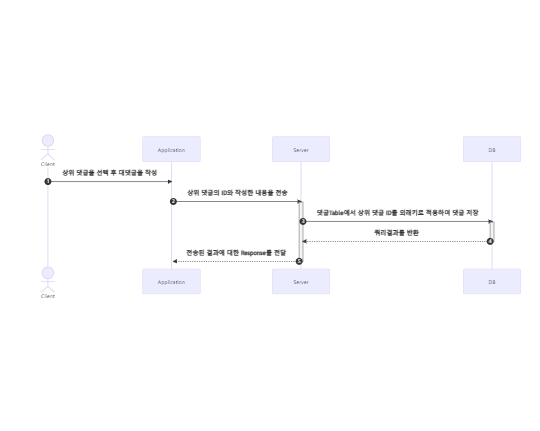 Client
Application
Server
DB
상위 댓글을 선택 후 대댓글을 작성
1
상위 댓글의 ID와 작성한 내용을 전송
2
댓글Table에서 상위 댓글 ID를 외래키로 적용하며 댓글 저장
3
쿼리결과를 반환
4
전송된 결과에 대한 Response를 전달
5
Client
Application
Server
DB